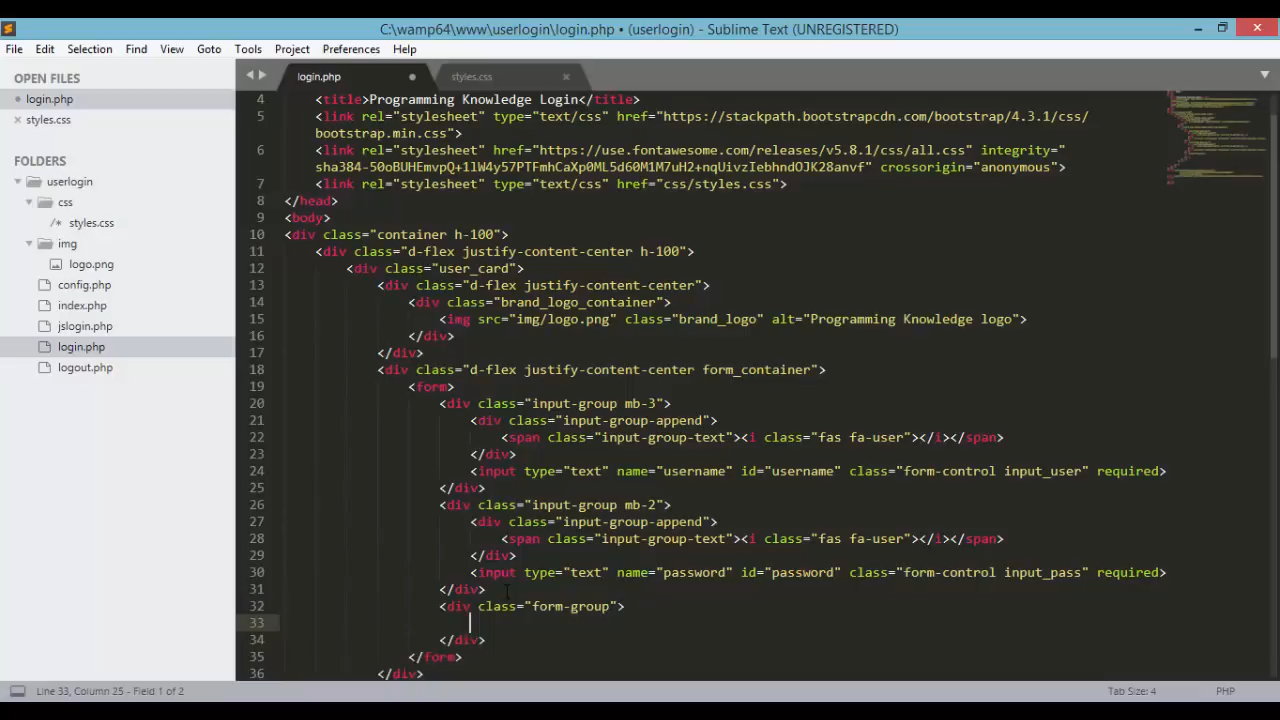 C:\wamp64\www\userlogin\login.php • (userlogin) - Sublime Text (UNREGISTERED)
File Edit Selection Find View Goto Tools Project Preferences Help
OPEN FILES
login.php
styles.css
FOLDERS
userlogin
css
/* styles.css
img
logo.png
config.php
index.php
jslogin.php
login.php
logout.php
login.php styles.css
4 <title>Programming Knowledge Login</title>
5 <link rel="stylesheet" type="text/css" href="https://stackpath.bootstrapcdn.com/bootstrap/4.3.1/css/
bootstrap.min.css">
6 <link rel="stylesheet" href="https://use.fontawesome.com/releases/v5.8.1/css/all.css" integrity="
sha384-50oBUHEmvpQ+1lW4y57PTFmhCaXp0ML5d60M1M7uH2+nqUivzIebhndOJK28anvf" crossorigin="anonymous">
7 <link rel="stylesheet" type="text/css" href="css/styles.css">
8 </head>
9 <body>
10 <div class="container h-100">
11 <div class="d-flex justify-content-center h-100">
12 <div class="user_card">
13 <div class="d-flex justify-content-center">
14 <div class="brand_logo_container">
15 <img src="img/logo.png" class="brand_logo" alt="Programming Knowledge logo">
16 </div>
17 </div>
18 <div class="d-flex justify-content-center form_container">
19 <form>
20 <div class="input-group mb-3">
21 <div class="input-group-append">
22 <span class="input-group-text"><i class="fas fa-user"></i></span>
23 </div>
24 <input type="text" name="username" id="username" class="form-control input_user" required>
25 </div>
26 <div class="input-group mb-2">
27 <div class="input-group-append">
28 <span class="input-group-text"><i class="fas fa-user"></i></span>
29 </div>
30 <input type="text" name="password" id="password" class="form-control input_pass" required>
31 </div>
32 <div class="form-group">
33
34 </div>
35 </form>
36 </div>
Line 33, Column 25 - Field 1 of 2 Tab Size: 4 PHP